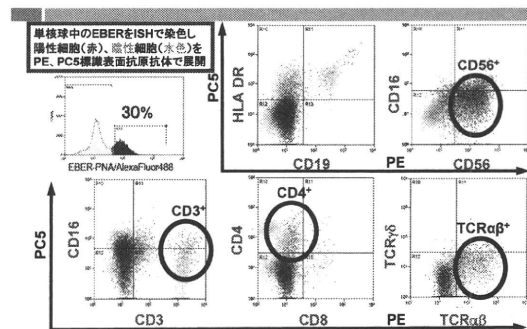 単核球中のEBERをISHで染色し
陽性細胞(赤)、陰性細胞(水色)を
PE、PC5標識表面抗原抗体で展開
30%
EBER-PNA/AlexaFluor488
PC5
HLA DR
CD19
PE
CD16
CD56⁺
CD56
PC5
CD16
CD3⁺
CD3
CD4
CD4⁺
CD8
PE
TCRγδ
TCRαβ⁺
TCRαβ